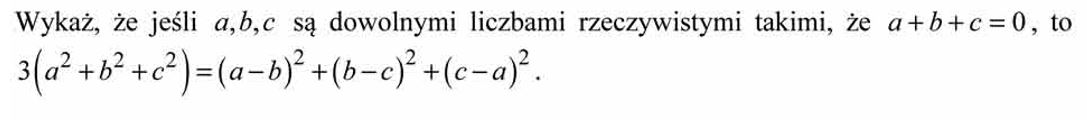 Wykaż, że jeśli a,b,c są dowolnymi liczbami rzeczywistymi takimi, że a+b+c=0, to
3(a²+b²+c²)=(a−b)²+(b−c)²+(c−a)².